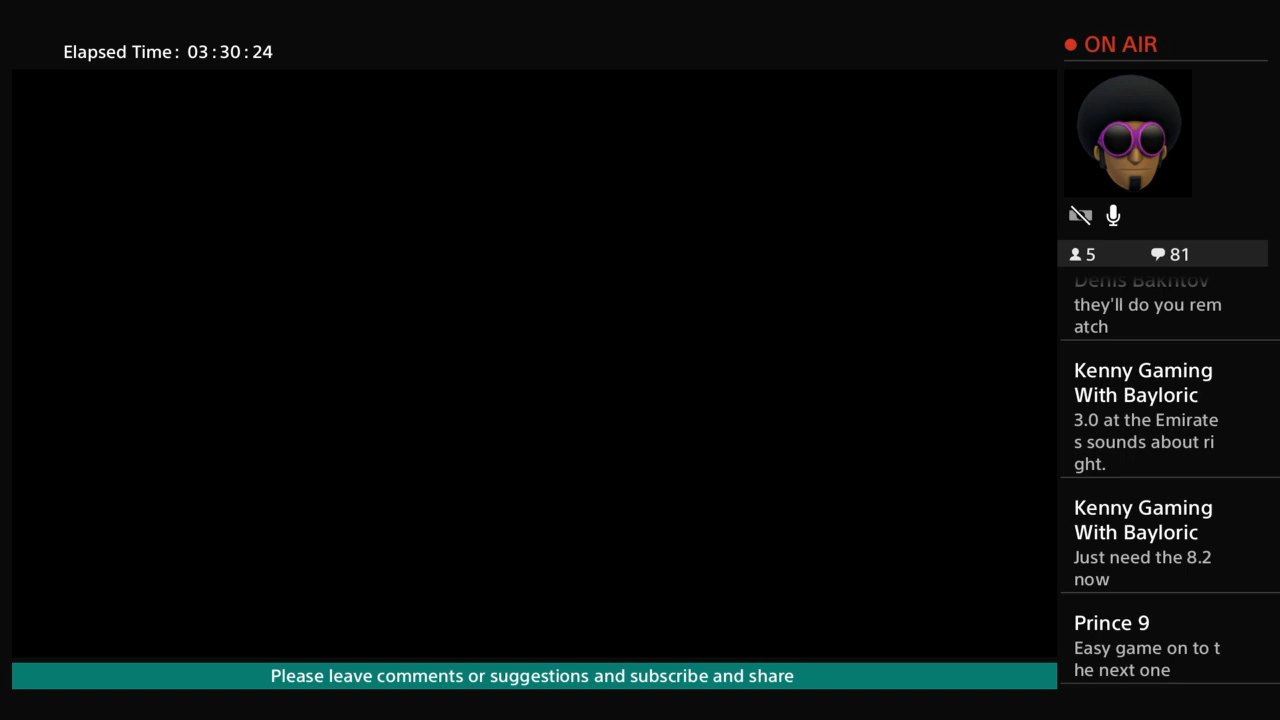 Elapsed Time: 03:30:24
ON AIR
5 81
Denis Bakhtov
they'll do you rem
atch
Kenny Gaming
With Bayloric
3.0 at the Emirate
s sounds about ri
ght.
Kenny Gaming
With Bayloric
Just need the 8.2
now
Prince 9
Easy game on to t
he next one
Please leave comments or suggestions and subscribe and share